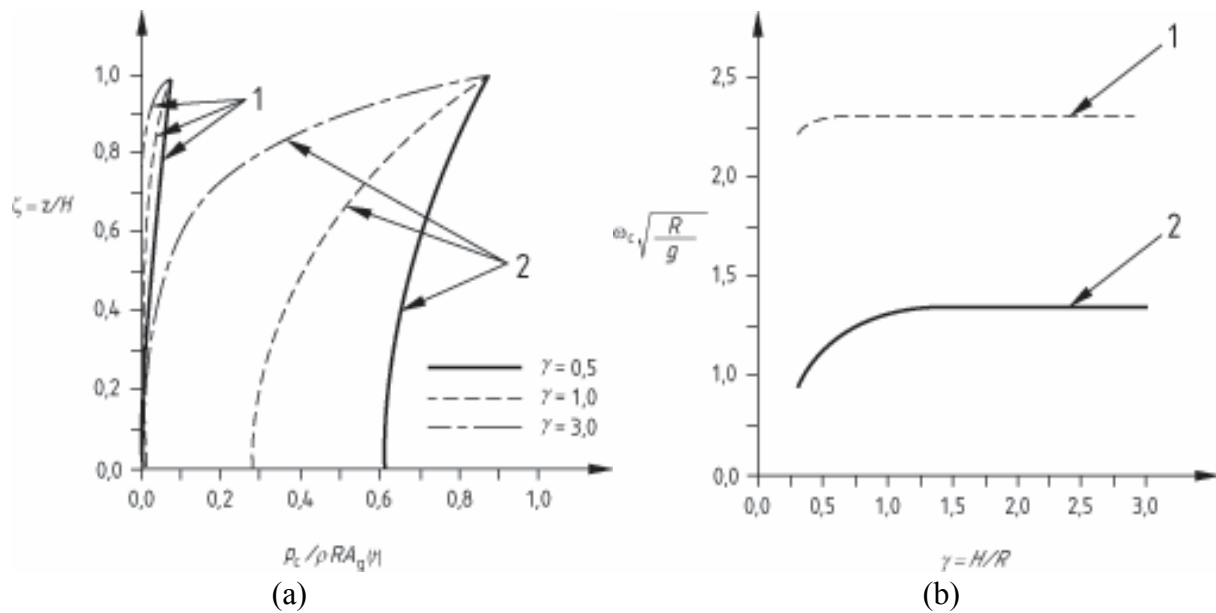 1,0
0,8
0,6
0,4
0,2
0,0
ζ = z/H
1
2
γ = 0,5
γ = 1,0
γ = 3,0
0,0 0,2 0,4 0,6 0,8 1,0
p_c / ρ R A_g(t)
(a)
2,5
2,0
1,5
1,0
0,0
ω_c √(R/g)
1
2
0,0 0,5 1,0 1,5 2,0 2,5 3,0
γ = H/R
(b)